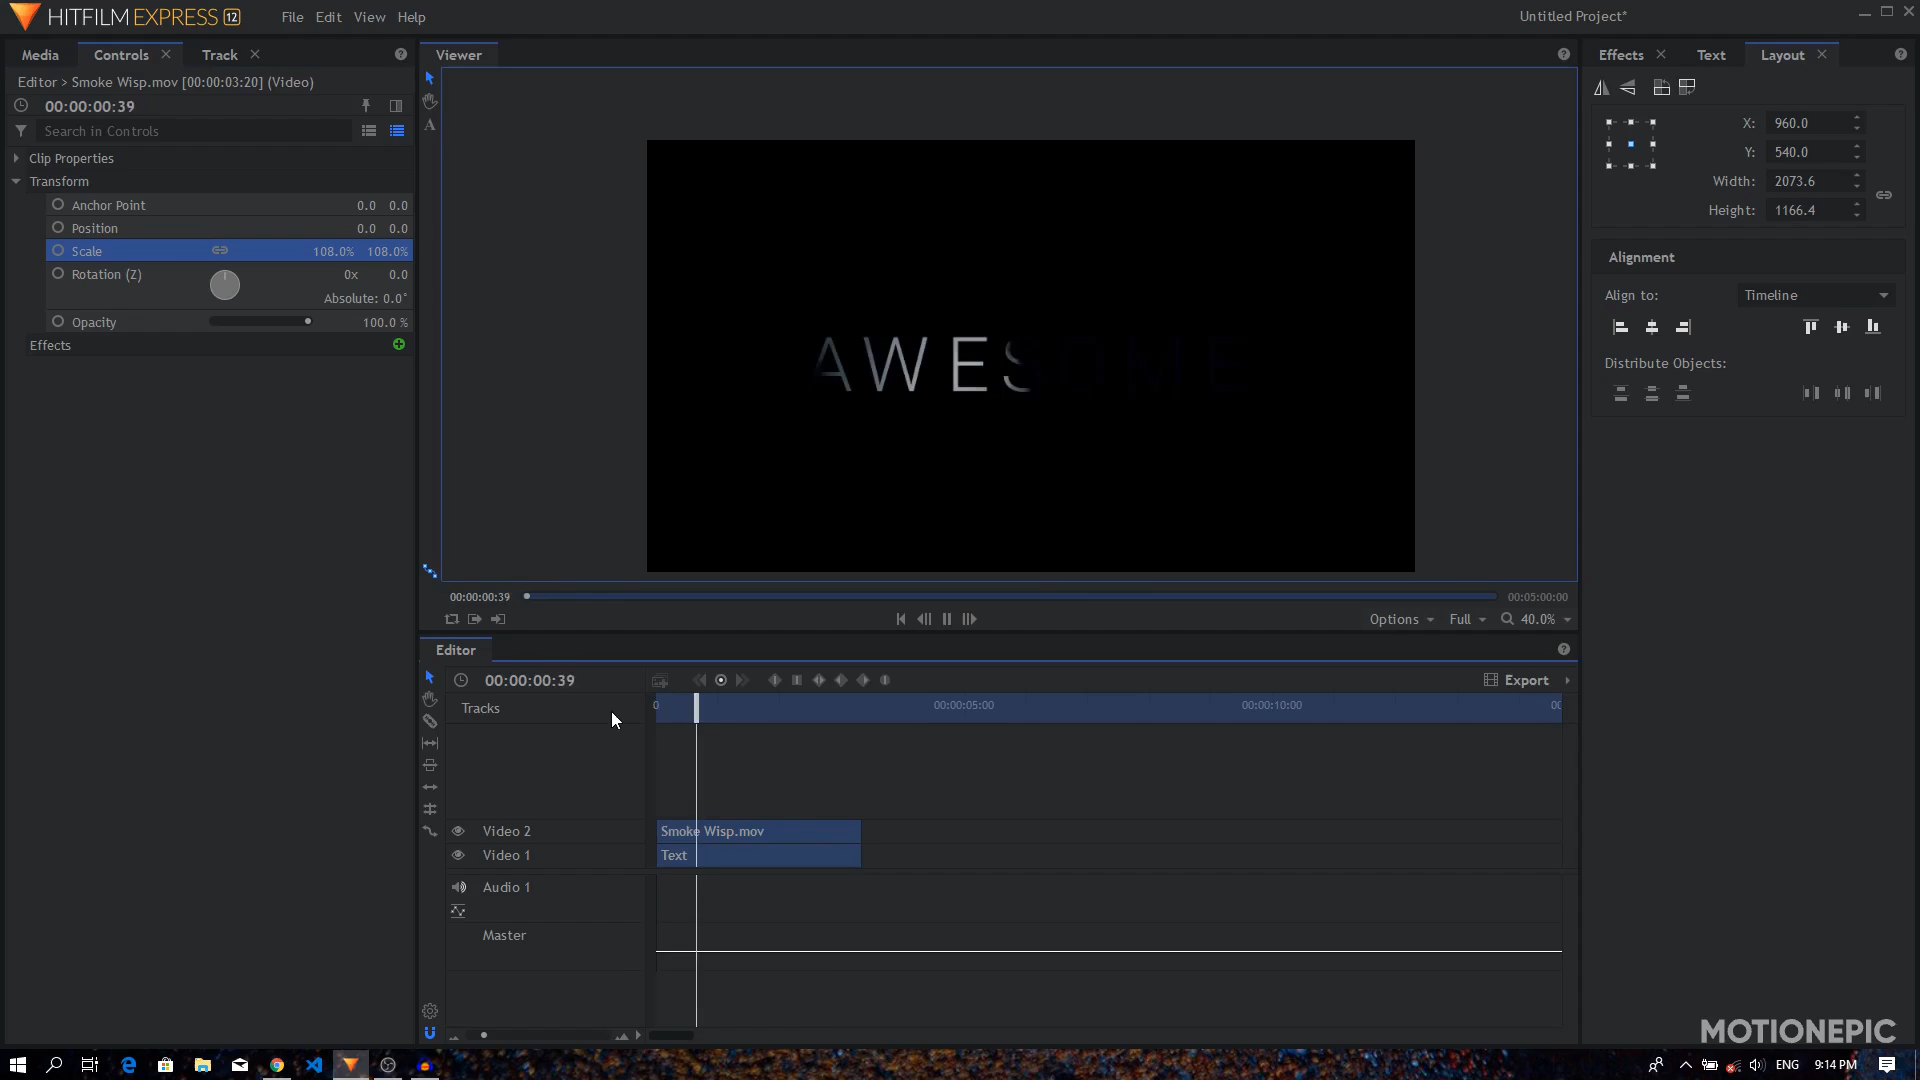 HITFILM EXPRESS 12
File Edit View Help
Untitled Project*
Media Controls Track
Editor > Smoke Wisp.mov [00:00:03:20] (Video)
00:00:00:39
Search in Controls
Clip Properties
Transform
Anchor Point 0.0 0.0
Position 0.0 0.0
Scale 108.0% 108.0%
Rotation (Z) 0x 0.0
Absolute: 0.0°
Opacity 100.0 %
Effects
Viewer
A
AWESOME
00:00:00:39
00:05:00:00
Options Full 40.0%
Effects Text Layout
X: 960.0
Y: 540.0
Width: 2073.6
Height: 1166.4
Alignment
Align to: Timeline
Distribute Objects:
Editor
00:00:00:39
Export
Tracks
0 00:00:05:00 00:00:10:00 00
Video 2 Smoke Wisp.mov
Video 1 Text
Audio 1
Master
MOTIONEPIC
ENG 9:14 PM